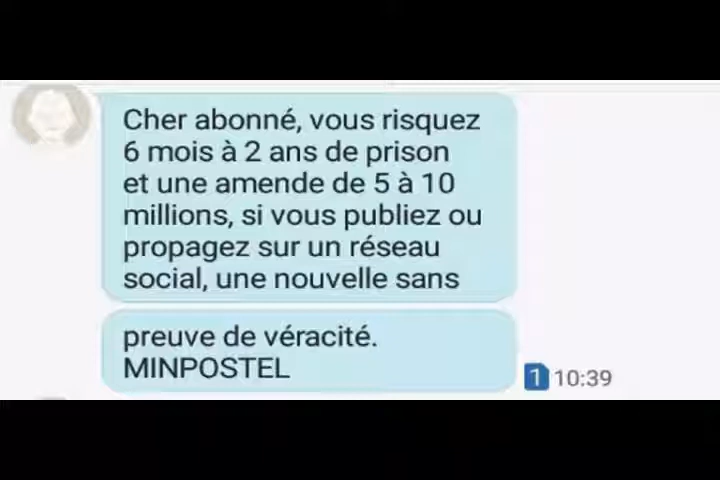 Cher abonné, vous risquez
6 mois à 2 ans de prison
et une amende de 5 à 10
millions, si vous publiez ou
propagez sur un réseau
social, une nouvelle sans
preuve de véracité.
MINPOSTEL
1 10:39